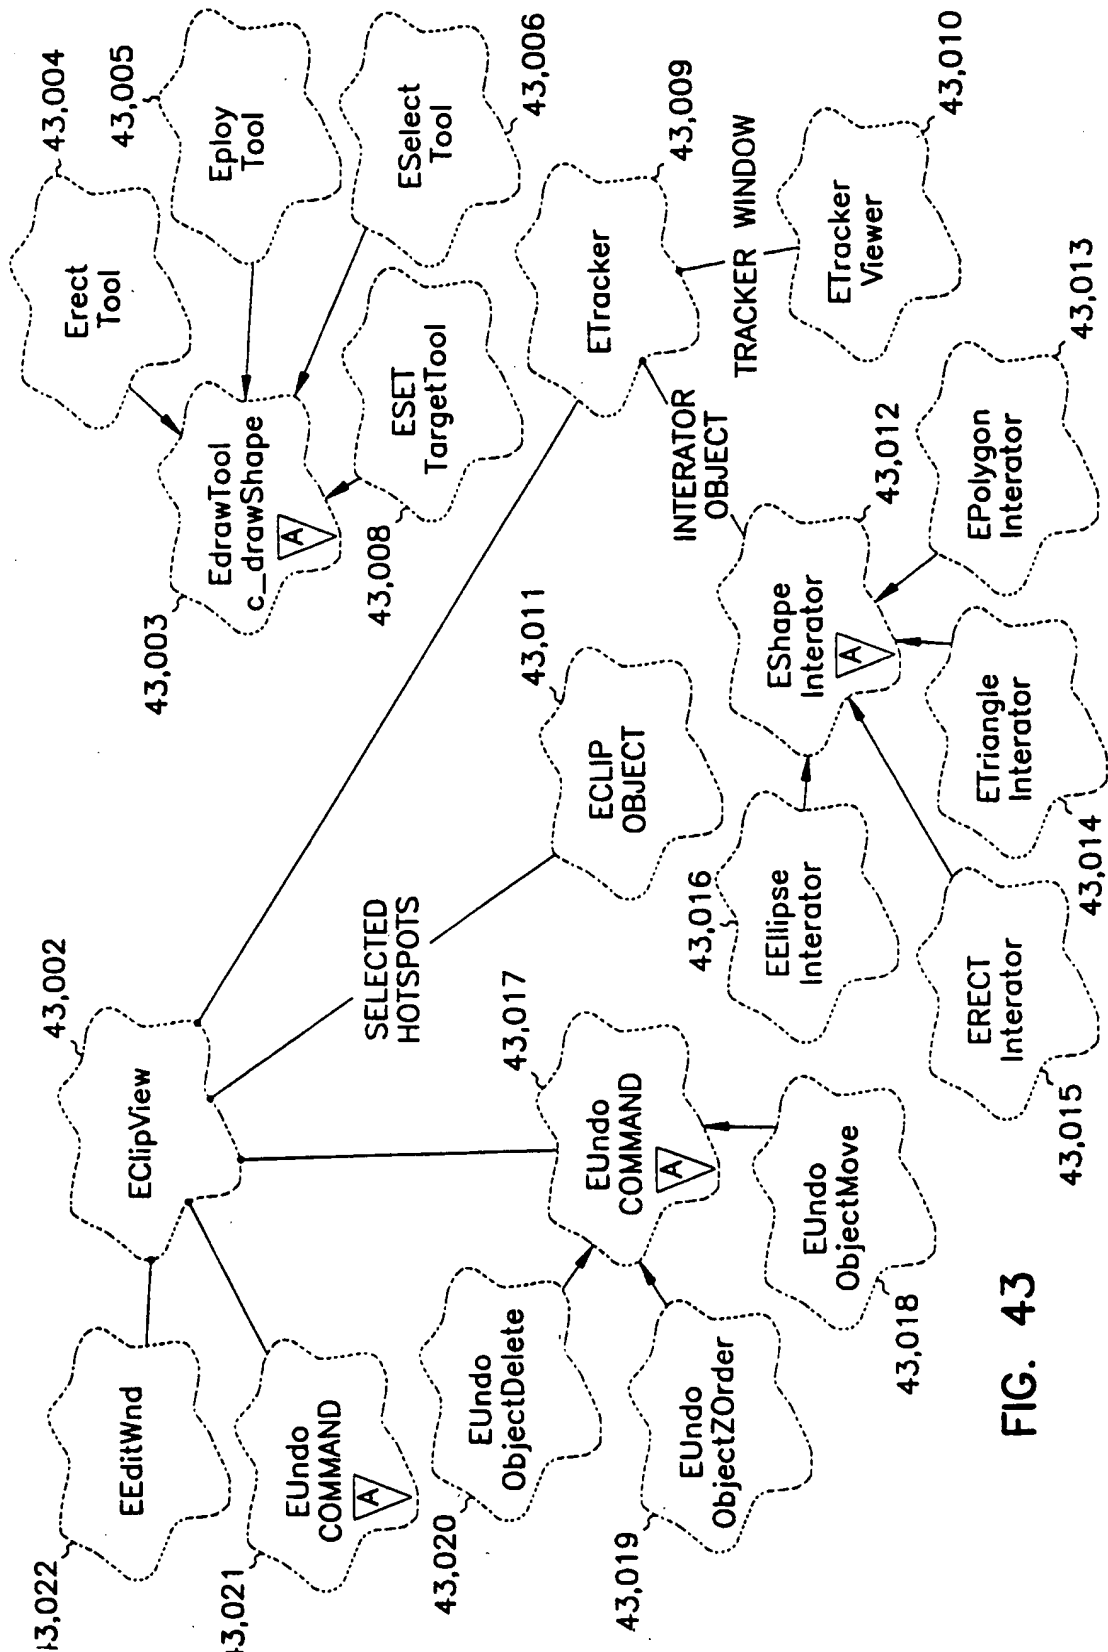 43,022
EEditWnd
43,002
EClipView
43,021
EUndo
COMMAND
A
43,020
EUndo
ObjectDelete
43,019
EUndo
ObjectZOrder
43,018
EUndo
ObjectMove
43,017
EUndo
COMMAND
A
SELECTED
HOTSPOTS
43,011
ECLIP
OBJECT
43,003
EdrawTool
c_drawShape
A
43,004
Erect
Tool
43,005
Eploy
Tool
43,006
ESelect
Tool
43,008
ESET
TargetTool
43,009
ETracker
TRACKER WINDOW
43,010
ETracker
Viewer
INTERATOR
OBJECT
43,012
EShape
Interator
A
43,013
EPolygon
Interator
43,014
ETriangle
Interator
43,015
ERECT
Interator
43,016
EEllipse
Interator
FIG. 43